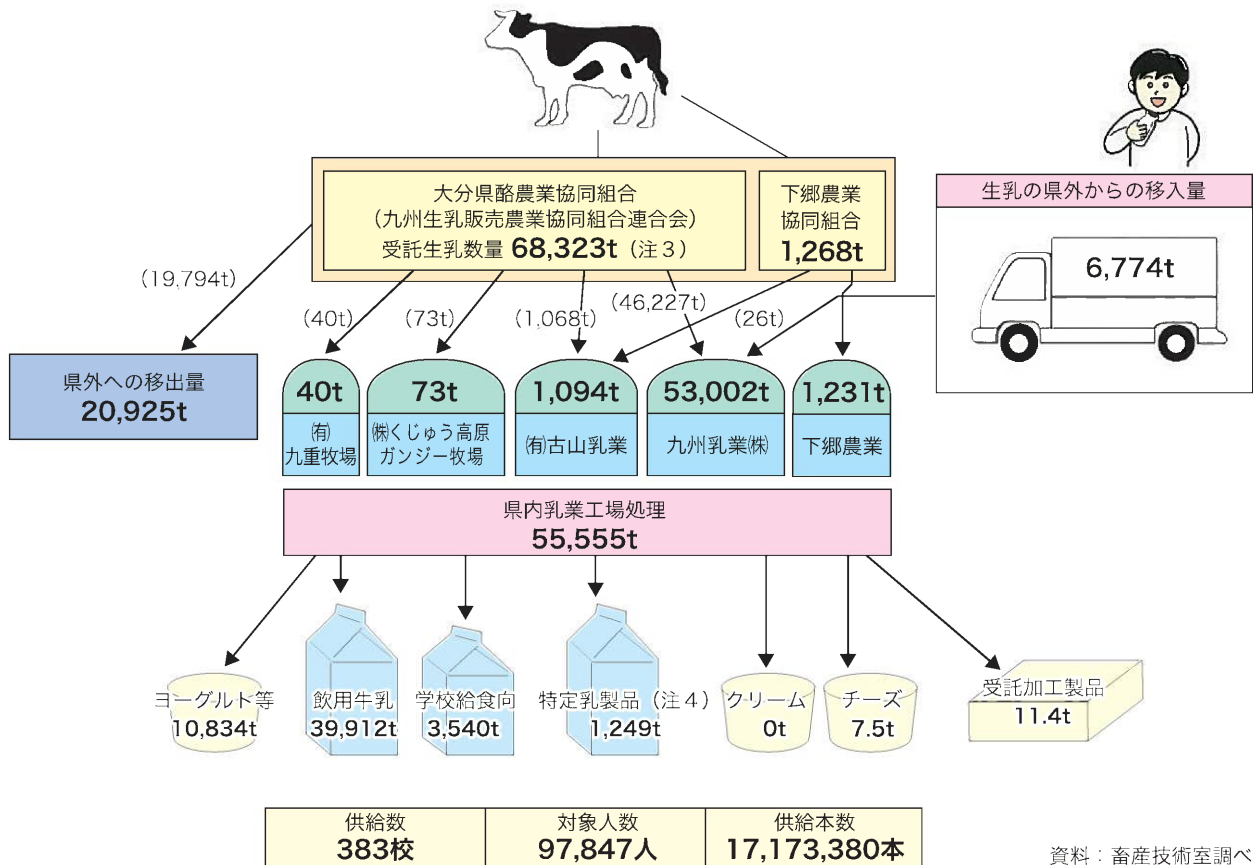 大分県酪農業協同組合
（九州生乳販売農業協同組合連合会）
受託生乳数量 68,323t（注３）
下郷農業
協同組合
1,268t
生乳の県外からの移入量
6,774t
（19,794t）
（40t）
（73t）
（1,068t）
（46,227t）
（26t）
県外への移出量
20,925t
40t
㈲
九重牧場
73t
㈱くじゅう高原
ガンジー牧場
1,094t
㈲古山乳業
53,002t
九州乳業㈱
1,231t
下郷農業
県内乳業工場処理
55,555t
ヨーグルト等
10,834t
飲用牛乳
39,912t
学校給食向
3,540t
特定乳製品（注４）
1,249t
クリーム
0t
チーズ
7.5t
受託加工製品
11.4t
供給数
383校
対象人数
97,847人
供給本数
17,173,380本
資料：畜産技術室調べ